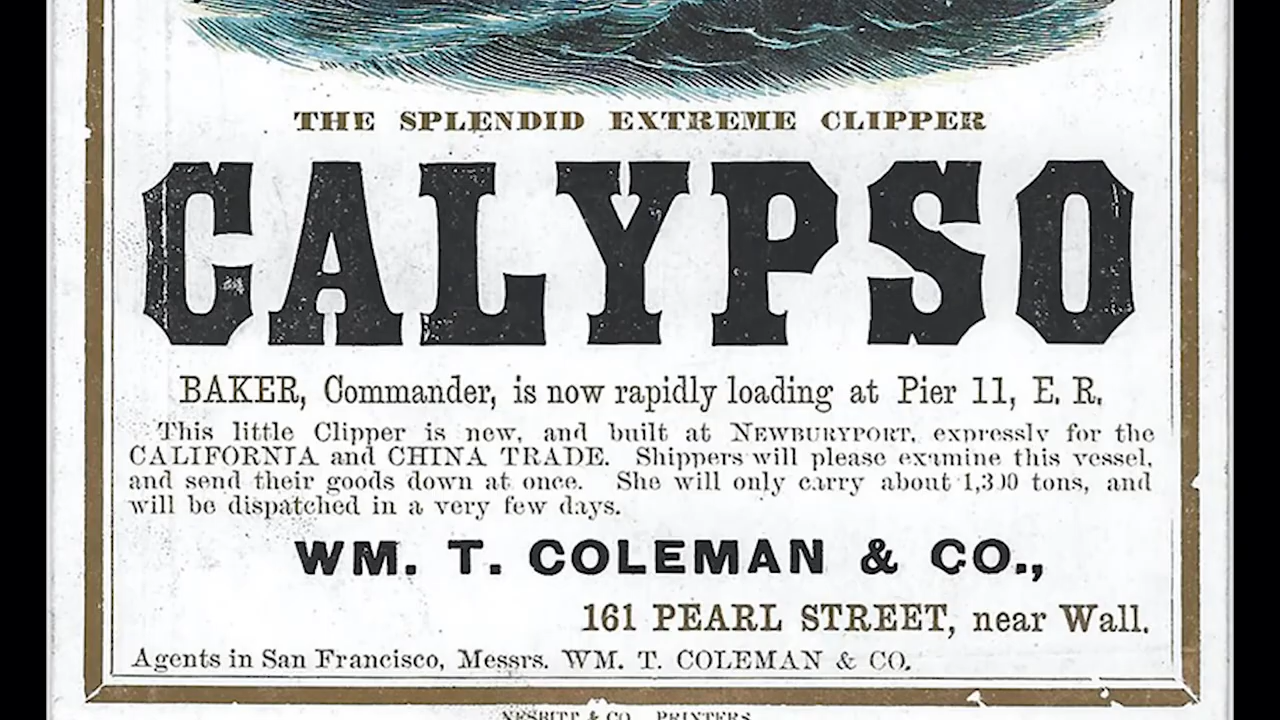 THE SPLENDID EXTREME CLIPPER
CALYPSO
BAKER, Commander, is now rapidly loading at Pier 11, E. R.
This little Clipper is new, and built at NEWBURYPORT, expressly for the
CALIFORNIA and CHINA TRADE. Shippers will please examine this vessel,
and send their goods down at once. She will only carry about 1,300 tons, and
will be dispatched in a very few days.
WM. T. COLEMAN & CO.,
161 PEARL STREET, near Wall.
Agents in San Francisco, Messrs. WM. T. COLEMAN & CO.
NESBITT & CO., PRINTERS.